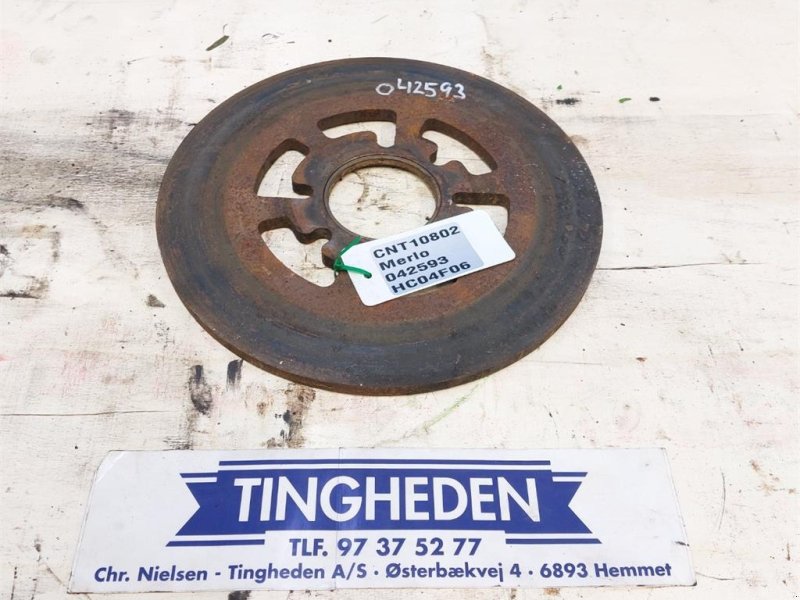 042593
CNT10802
Merlo
042593
HC04F06
TINGHEDEN
TLF. 97 37 52 77
Chr. Nielsen - Tingheden A/S · Østerbækvej 4 · 6893 Hemmet